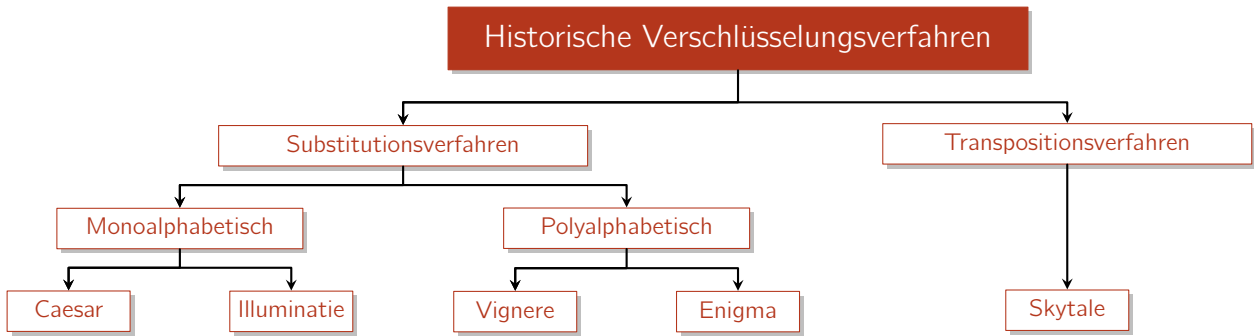 Historische Verschlüsselungsverfahren
Substitutionsverfahren
Transpositionsverfahren
Monoalphabetisch
Polyalphabetisch
Caesar
Illuminatie
Vignere
Enigma
Skytale